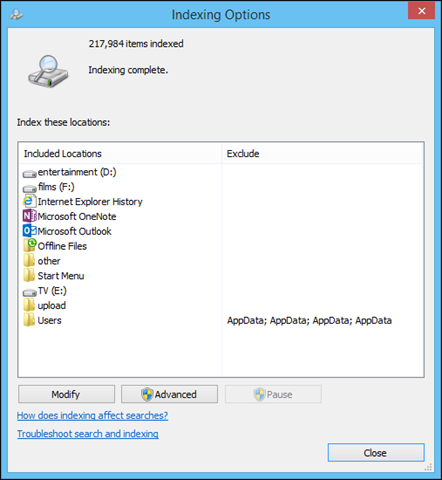 Indexing Options
217,984 items indexed
Indexing complete.
Index these locations:
Included Locations Exclude
entertainment (D:)
films (F:)
Internet Explorer History
Microsoft OneNote
Microsoft Outlook
Offline Files
other
Start Menu
TV (E:)
upload
Users AppData; AppData; AppData; AppData
Modify Advanced Pause
How does indexing affect searches?
Troubleshoot search and indexing
Close